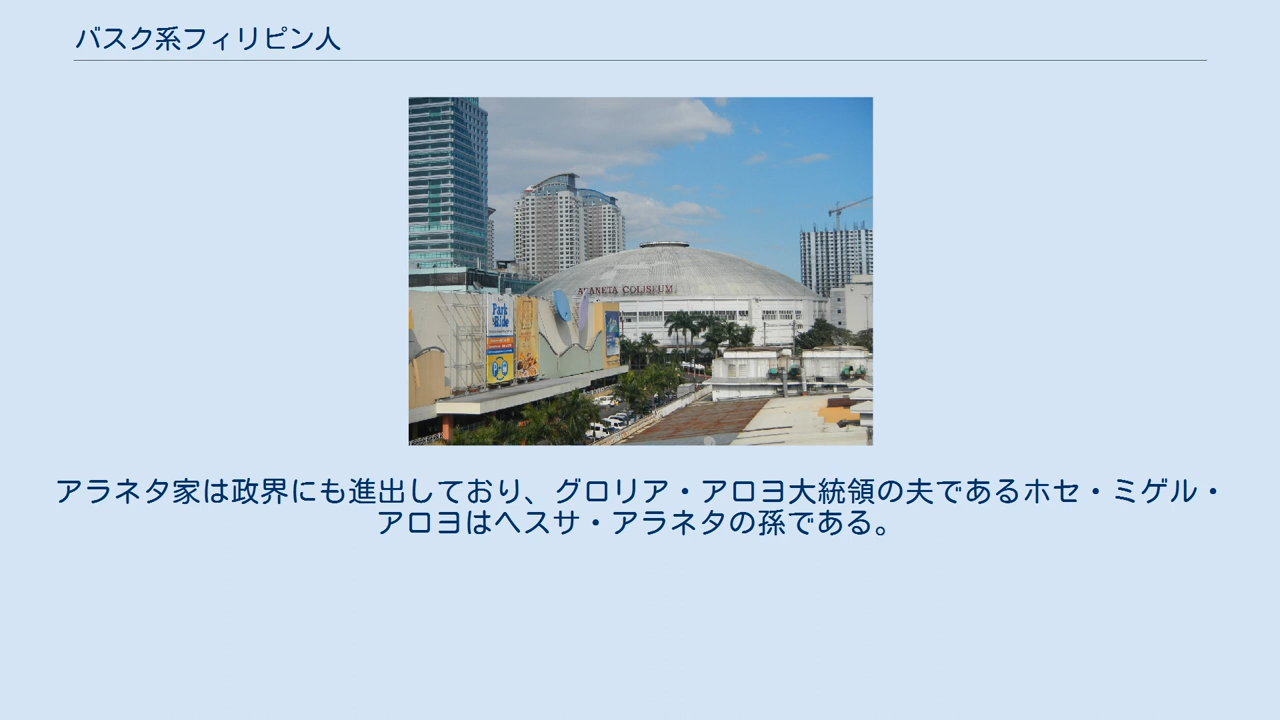 バスク系フィリピン人
ARANETA COLISEUM
Park
Ride
アラネタ家は政界にも進出しており、グロリア・アロヨ大統領の夫であるホセ・ミゲル・
アロヨはヘスサ・アラネタの孫である。